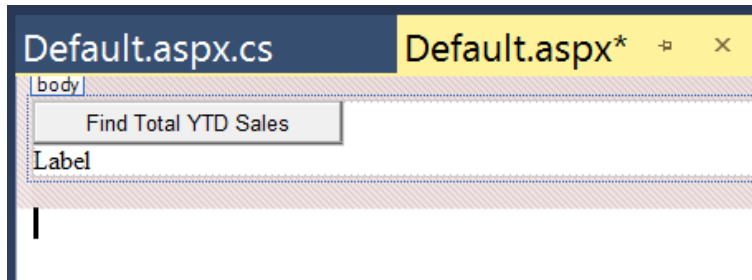 Default.aspx.cs Default.aspx*
body
Find Total YTD Sales
Label